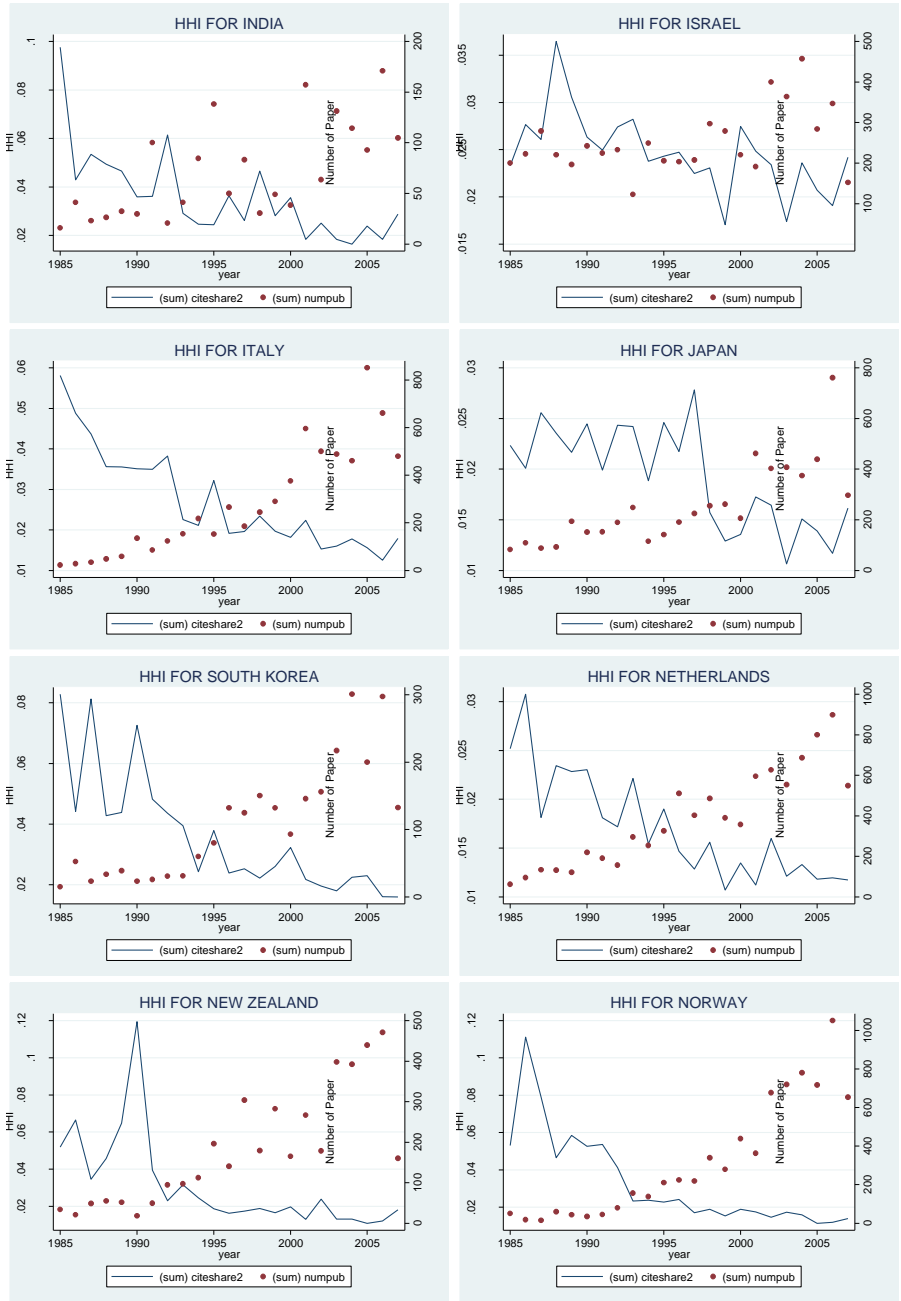 HHI FOR INDIA
.1
.08
.06
.04
.02
HHI
200
150
100
50
0
Number of Paper
1985 1990 1995 2000 2005
year
(sum) citeshare2 (sum) numpub
HHI FOR ISRAEL
.035
.03
.025
.02
.015
HHI
500
400
300
200
100
Number of Paper
1985 1990 1995 2000 2005
year
(sum) citeshare2 (sum) numpub
HHI FOR ITALY
.06
.05
.04
.03
.02
.01
HHI
800
600
400
200
0
Number of Paper
1985 1990 1995 2000 2005
year
(sum) citeshare2 (sum) numpub
HHI FOR JAPAN
.03
.025
.02
.015
.01
HHI
800
600
400
200
0
Number of Paper
1985 1990 1995 2000 2005
year
(sum) citeshare2 (sum) numpub
HHI FOR SOUTH KOREA
.08
.06
.04
.02
HHI
300
200
100
0
Number of Paper
1985 1990 1995 2000 2005
year
(sum) citeshare2 (sum) numpub
HHI FOR NETHERLANDS
.03
.025
.02
.015
.01
HHI
1000
800
600
400
200
0
Number of Paper
1985 1990 1995 2000 2005
year
(sum) citeshare2 (sum) numpub
HHI FOR NEW ZEALAND
.12
.1
.08
.06
.04
.02
HHI
500
400
300
200
100
0
Number of Paper
1985 1990 1995 2000 2005
year
(sum) citeshare2 (sum) numpub
HHI FOR NORWAY
.12
.1
.08
.06
.04
.02
HHI
1000
800
600
400
200
0
Number of Paper
1985 1990 1995 2000 2005
year
(sum) citeshare2 (sum) numpub